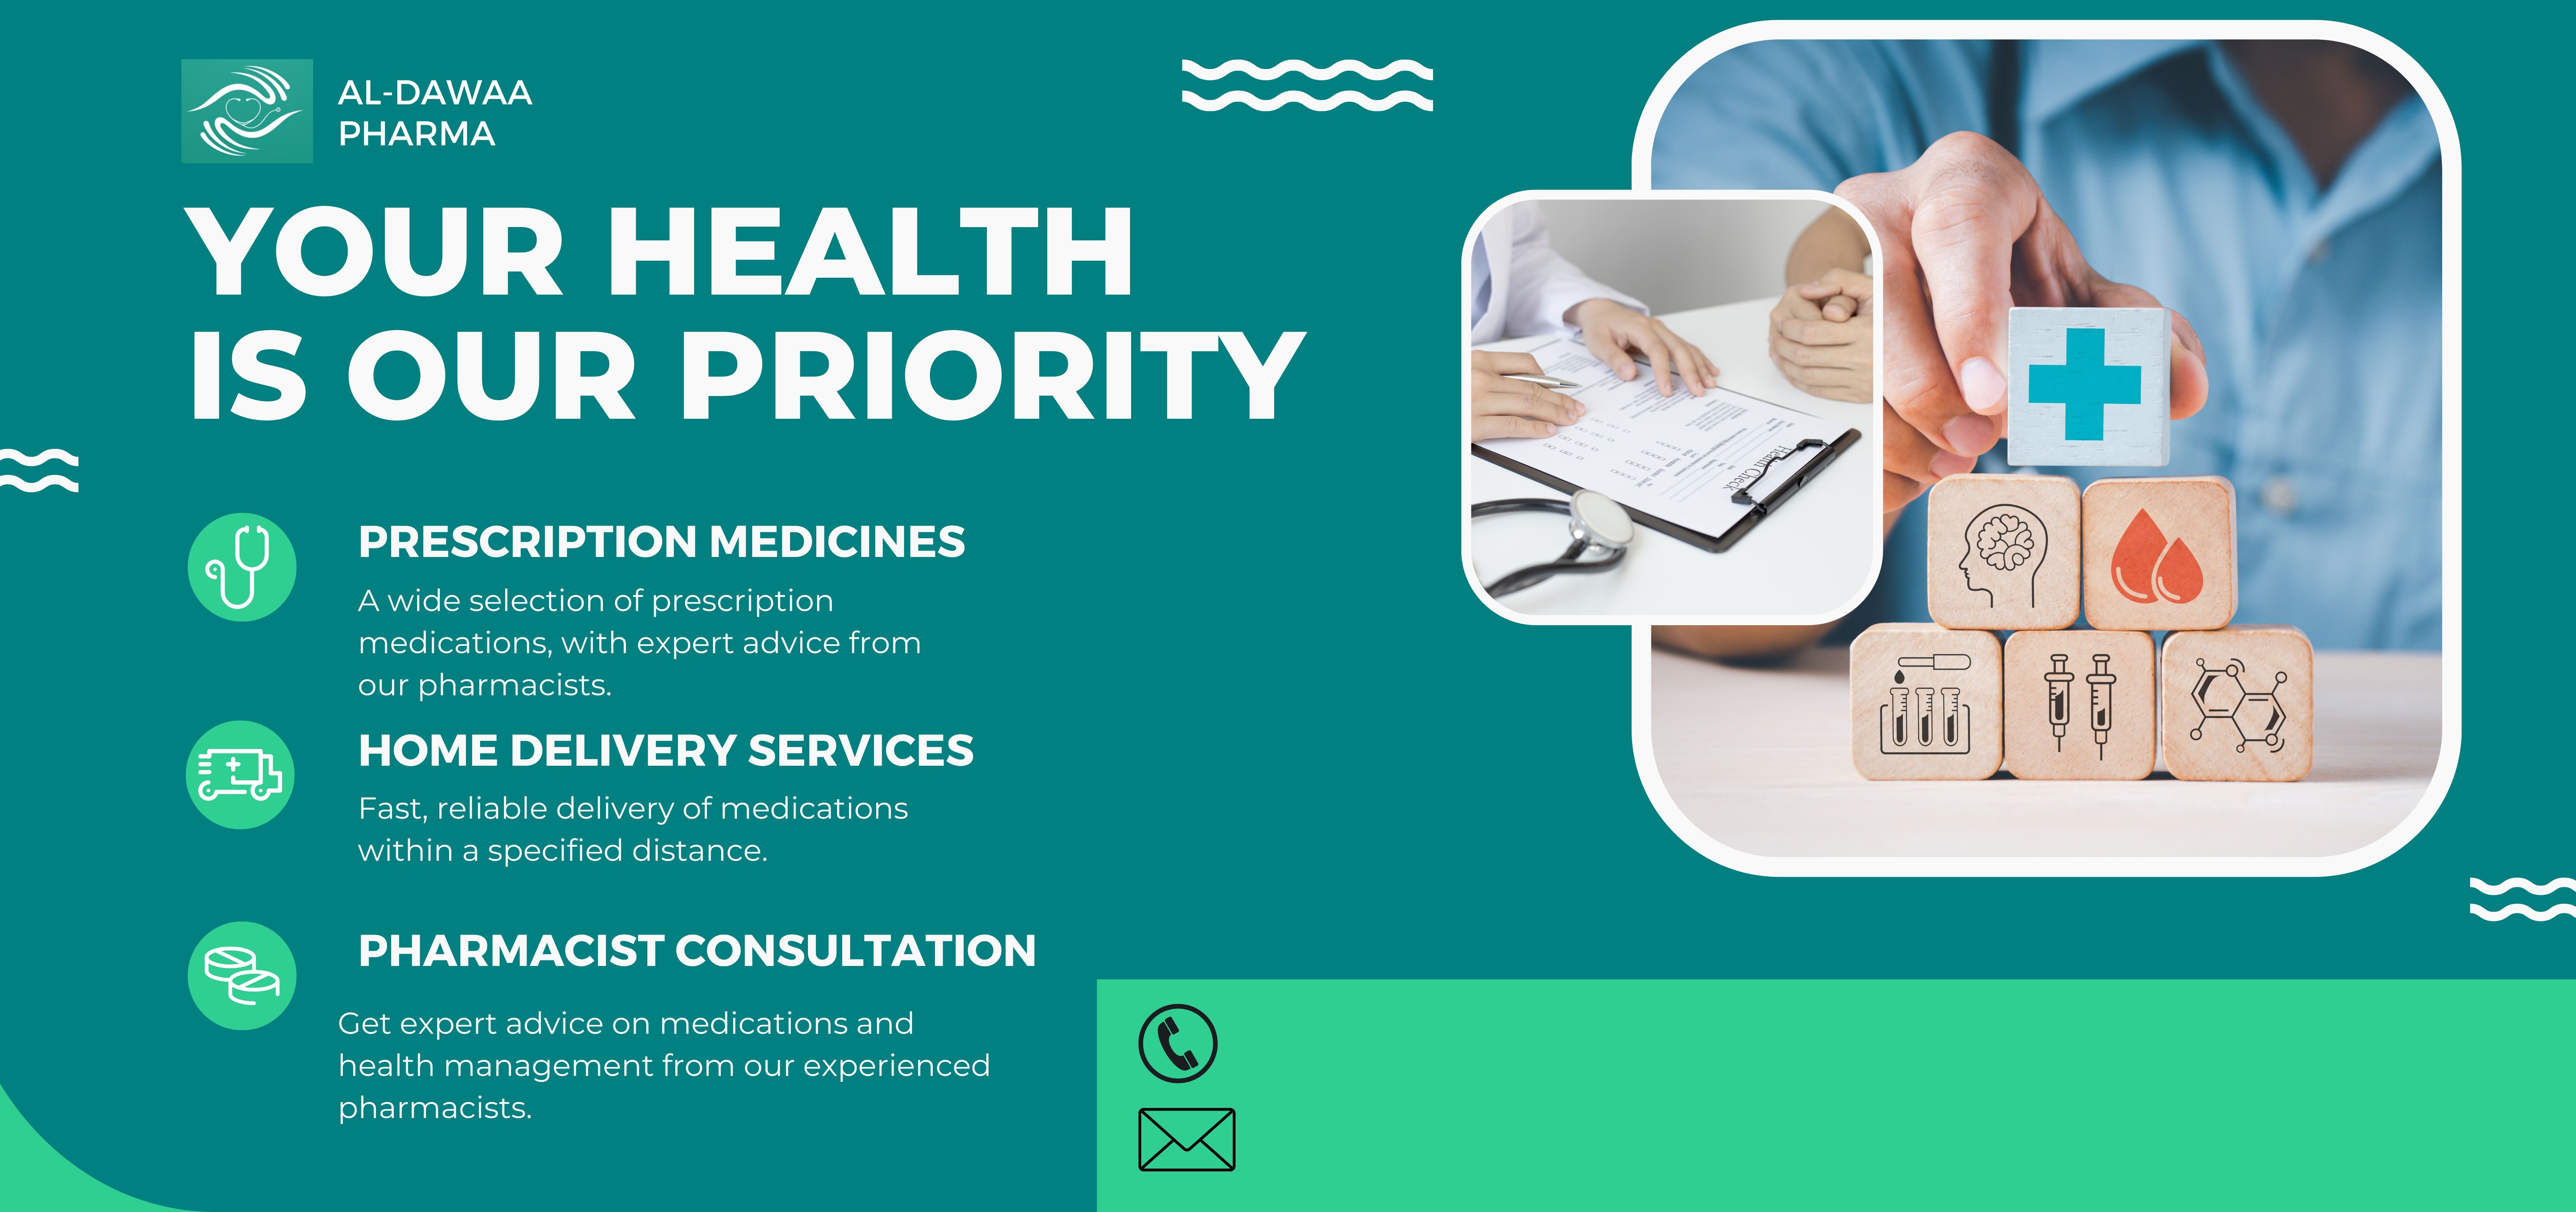 AL-DAWAA
PHARMA
YOUR HEALTH
IS OUR PRIORITY
PRESCRIPTION MEDICINES
A wide selection of prescription
medications, with expert advice from
our pharmacists.
HOME DELIVERY SERVICES
Fast, reliable delivery of medications
within a specified distance.
PHARMACIST CONSULTATION
Get expert advice on medications and
health management from our experienced
pharmacists.
Health Check